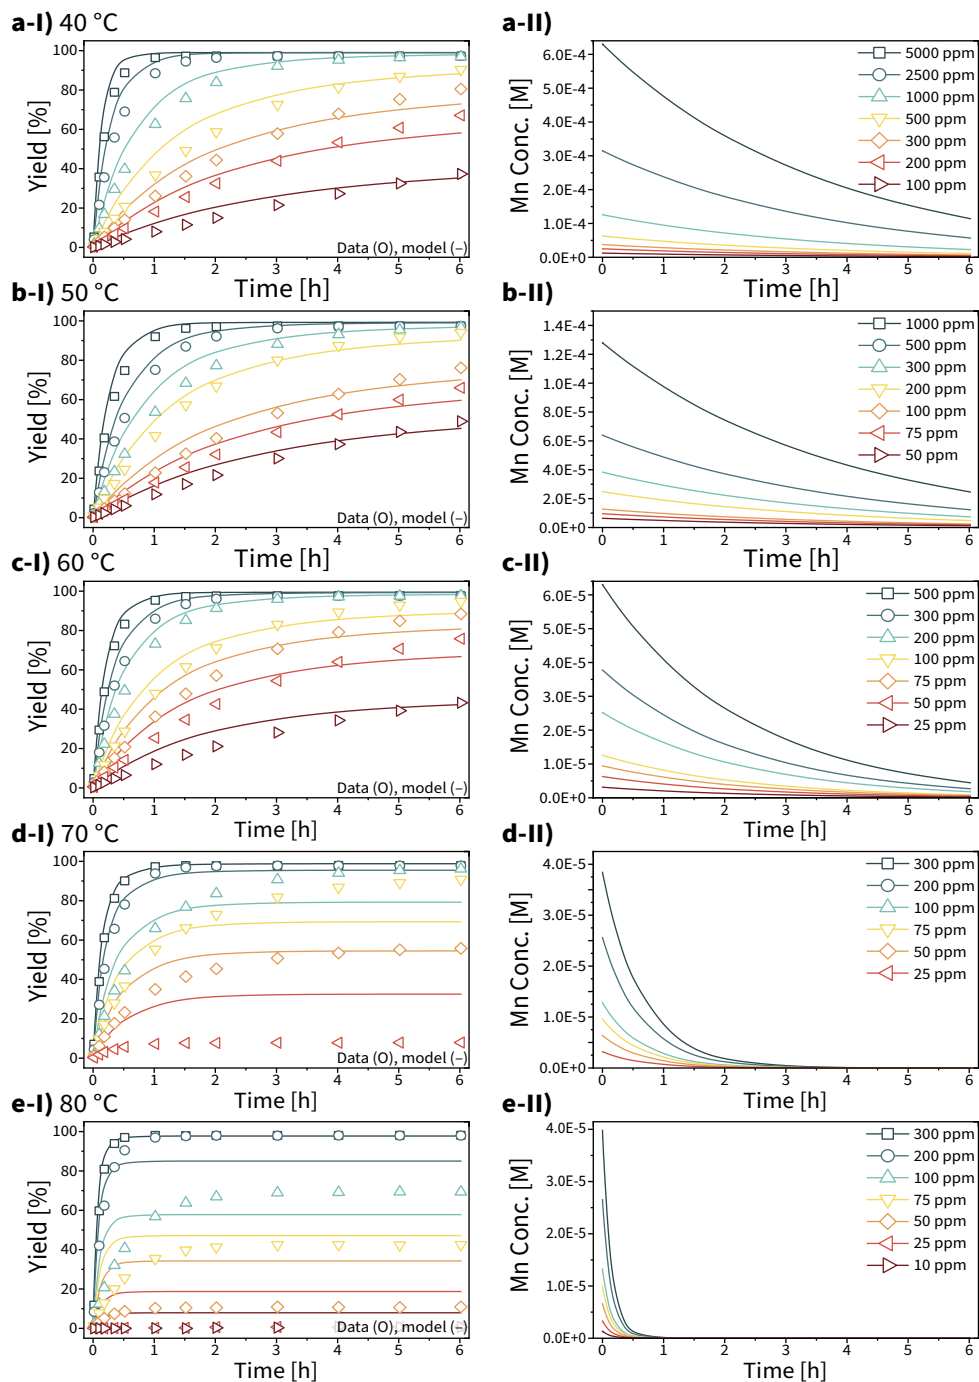 a-I) 40 °C
a-II)
100
80
60
40
20
0
Yield [%]
0 1 2 3 4 5 6
Time [h]
Data (O), model (–)
6.0E-4
5.0E-4
4.0E-4
3.0E-4
2.0E-4
1.0E-4
0.0E+0
Mn Conc. [M]
0 1 2 3 4 5 6
Time [h]
5000 ppm
2500 ppm
1000 ppm
500 ppm
300 ppm
200 ppm
100 ppm
b-I) 50 °C
b-II)
100
80
60
40
20
0
Yield [%]
0 1 2 3 4 5 6
Time [h]
Data (O), model (–)
1.4E-4
1.2E-4
1.0E-4
8.0E-5
6.0E-5
4.0E-5
2.0E-5
0.0E+0
Mn Conc. [M]
0 1 2 3 4 5 6
Time [h]
1000 ppm
500 ppm
300 ppm
200 ppm
100 ppm
75 ppm
50 ppm
c-I) 60 °C
c-II)
100
80
60
40
20
0
Yield [%]
0 1 2 3 4 5 6
Time [h]
Data (O), model (–)
6.0E-5
5.0E-5
4.0E-5
3.0E-5
2.0E-5
1.0E-5
0.0E+0
Mn Conc. [M]
0 1 2 3 4 5 6
Time [h]
500 ppm
300 ppm
200 ppm
100 ppm
75 ppm
50 ppm
25 ppm
d-I) 70 °C
d-II)
100
80
60
40
20
0
Yield [%]
0 1 2 3 4 5 6
Time [h]
Data (O), model (–)
4.0E-5
3.0E-5
2.0E-5
1.0E-5
0.0E+0
Mn Conc. [M]
0 1 2 3 4 5 6
Time [h]
300 ppm
200 ppm
100 ppm
75 ppm
50 ppm
25 ppm
e-I) 80 °C
e-II)
100
80
60
40
20
0
Yield [%]
0 1 2 3 4 5 6
Time [h]
Data (O), model (–)
4.0E-5
3.0E-5
2.0E-5
1.0E-5
0.0E+0
Mn Conc. [M]
0 1 2 3 4 5 6
Time [h]
300 ppm
200 ppm
100 ppm
75 ppm
50 ppm
25 ppm
10 ppm